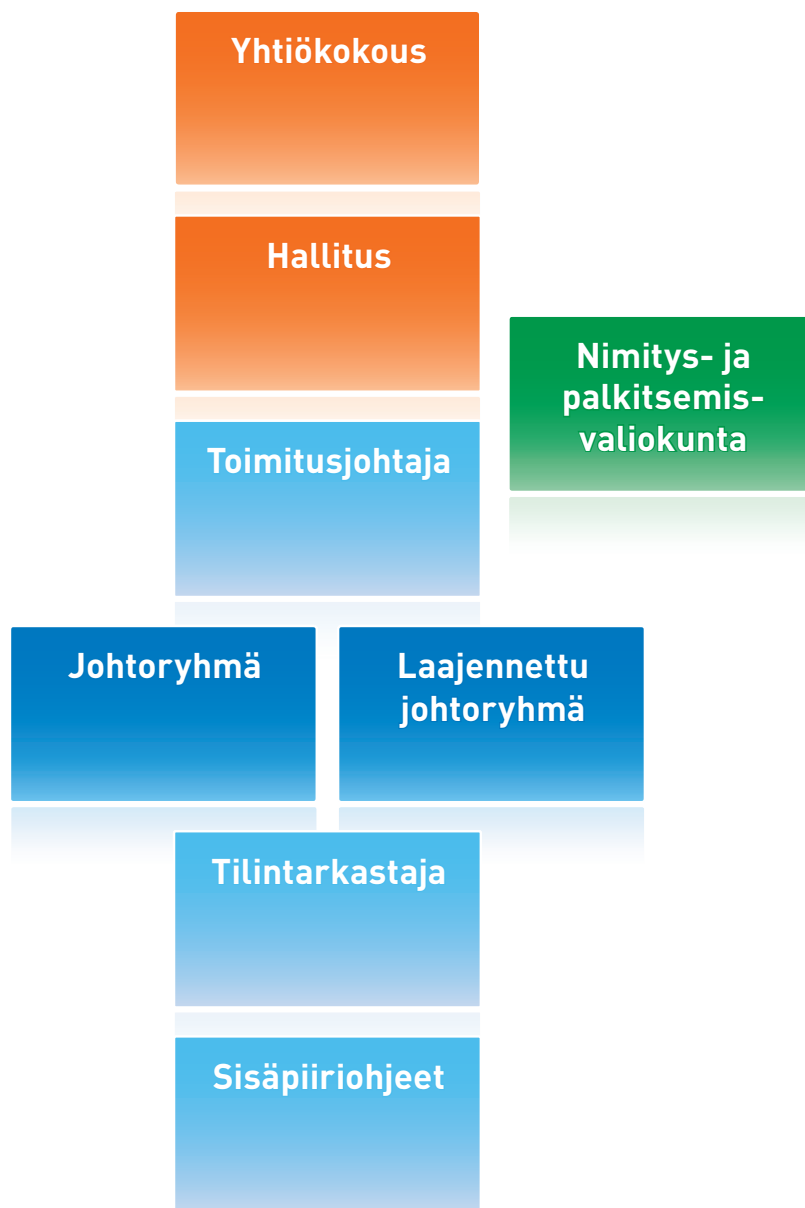 Yhtiökokous
Hallitus
Nimitys- ja
palkitsemis-
valiokunta
Toimitusjohtaja
Johtoryhmä
Laajennettu
johtoryhmä
Tilintarkastaja
Sisäpiiriohjeet